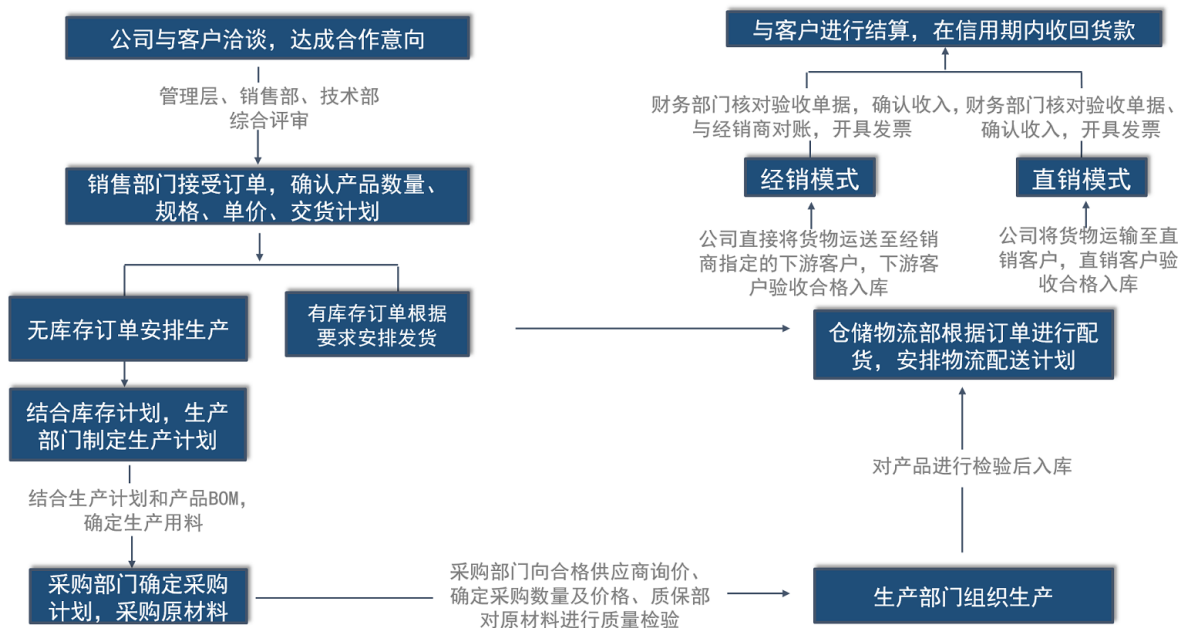 公司与客户洽谈，达成合作意向
管理层、销售部、技术部
综合评审
销售部门接受订单，确认产品数量、
规格、单价、交货计划
无库存订单安排生产
有库存订单根据
要求安排发货
结合库存计划，生产
部门制定生产计划
结合生产计划和产品BOM，
确定生产用料
采购部门确定采购
计划，采购原材料
采购部门向合格供应商询价、
确定采购数量及价格、质保部
对原材料进行质量检验
生产部门组织生产
对产品进行检验后入库
仓储物流部根据订单进行配
货，安排物流配送计划
公司直接将货物运送至经销
商指定的下游客户，下游客
户验收合格入库
公司将货物运输至直
销客户，直销客户验
收合格入库
经销模式
直销模式
财务部门核对验收单据，确认收入，
与经销商对账，开具发票
财务部门核对验收单据、
确认收入，开具发票
与客户进行结算，在信用期内收回货款